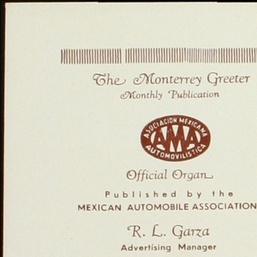 The Monterrey Greeter
Monthly Publication
ASOCIACION MEXICANA
AMA
AUTOMOVILISTICA
Official Organ
Published by the
MEXICAN AUTOMOBILE ASSOCIATION
R. L. Garza
Advertising Manager